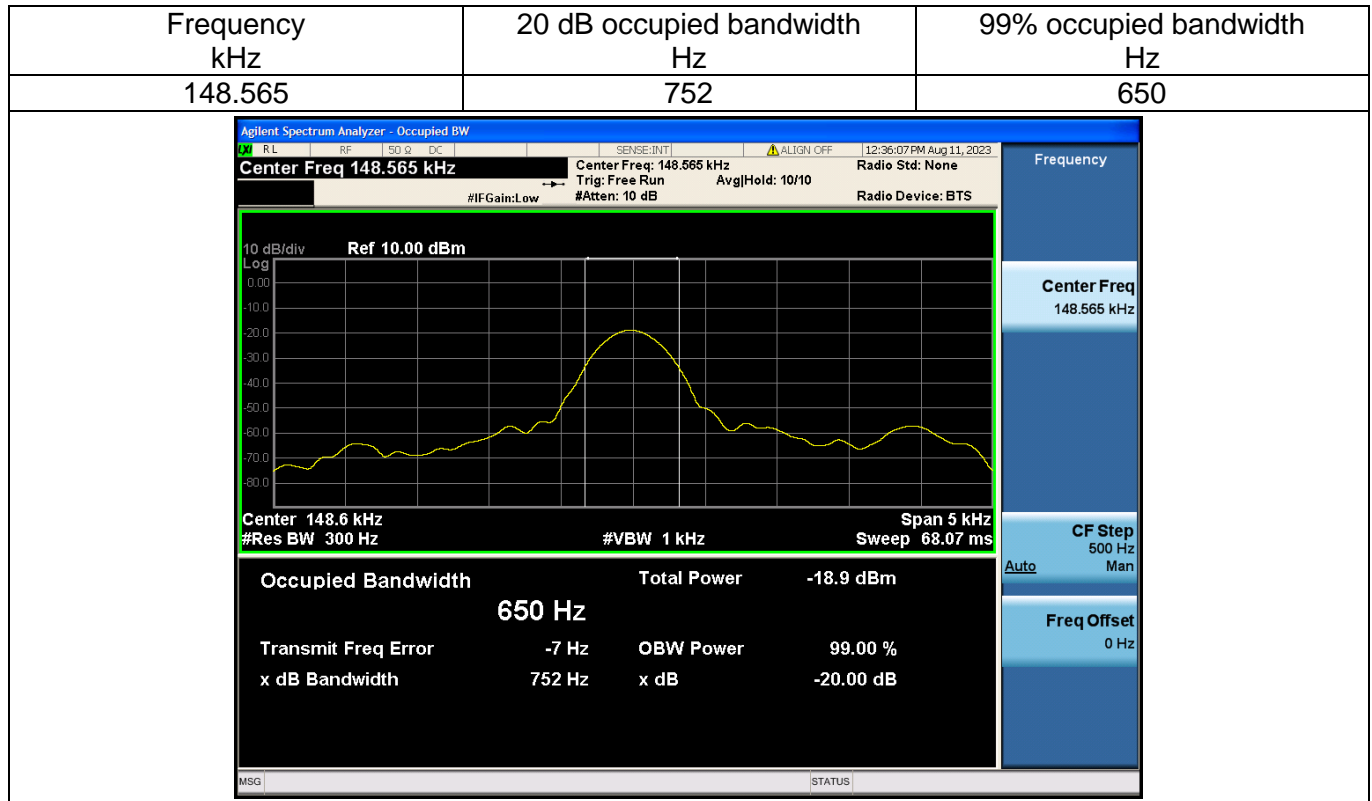 Frequency 20 dB occupied bandwidth 99% occupied bandwidth
kHz Hz Hz
148.565 752 650
Agilent Spectrum Analyzer - Occupied BW
LXI RL RF 50 Ω DC SENSE:INT ALIGN OFF 12:36:07 PM Aug 11, 2023
Center Freq 148.565 kHz Center Freq: 148.565 kHz Radio Std: None
Trig: Free Run Avg|Hold: 10/10
#IFGain:Low #Atten: 10 dB Radio Device: BTS
10 dB/div Ref 10.00 dBm
Log
0.00
-10.0
-20.0
-30.0
-40.0
-50.0
-60.0
-70.0
-80.0
Center 148.6 kHz Span 5 kHz
#Res BW 300 Hz #VBW 1 kHz Sweep 68.07 ms
Occupied Bandwidth Total Power -18.9 dBm
650 Hz
Transmit Freq Error -7 Hz OBW Power 99.00 %
x dB Bandwidth 752 Hz x dB -20.00 dB
MSG STATUS
Frequency
Center Freq
148.565 kHz
CF Step
500 Hz
Auto Man
Freq Offset
0 Hz